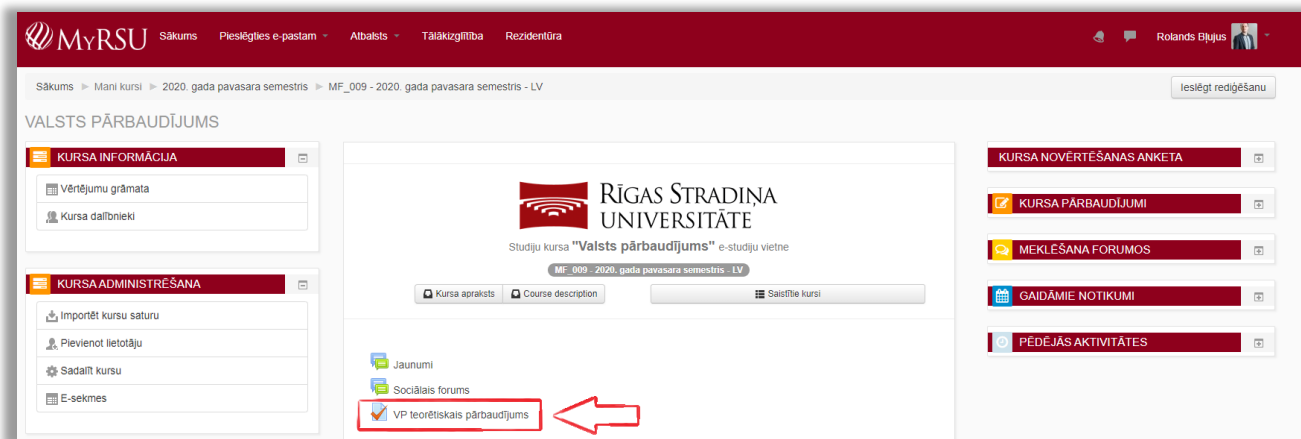 MyRSU Sākums Pieslēgties e-pastam Atbalsts Tālākizglītība Rezidentūra Rolands Bļujus
Sākums Mani kursi 2020. gada pavasara semestris MF_009 - 2020. gada pavasara semestris - LV Ieslēgt rediģēšanu
VALSTS PĀRBAUDĪJUMS
KURSA INFORMĀCIJA
Vērtējumu grāmata
Kursa dalībnieki
KURSA ADMINISTRĒŠANA
Importēt kursu saturu
Pievienot lietotāju
Sadalīt kursu
E-sekmes
RĪGAS STRADIŅA
UNIVERSITĀTE
Studiju kursa "Valsts pārbaudījums" e-studiju vietne
MF_009 - 2020. gada pavasara semestris - LV
Kursa apraksts Course description Saistītie kursi
Jaunumi
Sociālais forums
VP teorētiskais pārbaudījums
KURSA NOVĒRTĒŠANAS ANKETA
KURSA PĀRBAUDĪJUMI
MEKLĒŠANA FORUMOS
GAIDĀMIE NOTIKUMI
PĒDĒJĀS AKTIVITĀTES